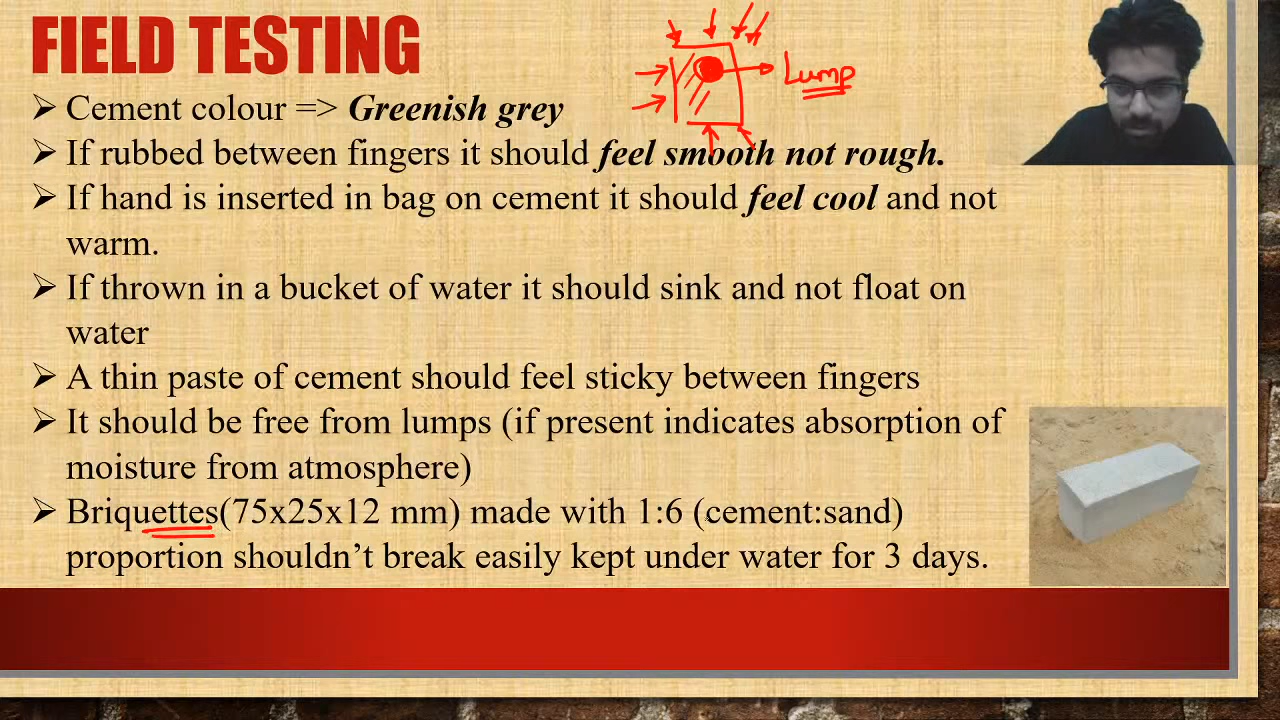 FIELD TESTING
Lump
➤ Cement colour => Greenish grey
➤ If rubbed between fingers it should feel smooth not rough.
➤ If hand is inserted in bag on cement it should feel cool and not
warm.
➤ If thrown in a bucket of water it should sink and not float on
water
➤ A thin paste of cement should feel sticky between fingers
➤ It should be free from lumps (if present indicates absorption of
moisture from atmosphere)
➤ Briquettes(75x25x12 mm) made with 1:6 (cement:sand)
proportion shouldn’t break easily kept under water for 3 days.